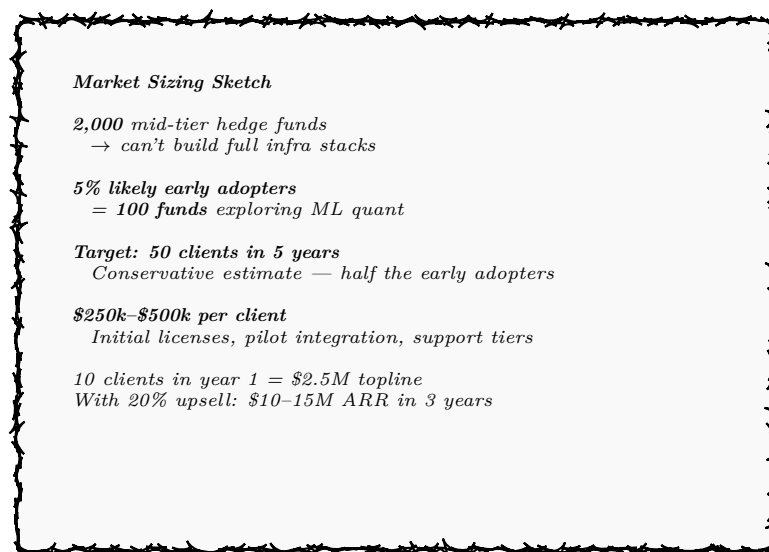 Market Sizing Sketch
2,000 mid-tier hedge funds
→ can't build full infra stacks
5% likely early adopters
= 100 funds exploring ML quant
Target: 50 clients in 5 years
Conservative estimate — half the early adopters
$250k–$500k per client
Initial licenses, pilot integration, support tiers
10 clients in year 1 = $2.5M topline
With 20% upsell: $10–15M ARR in 3 years